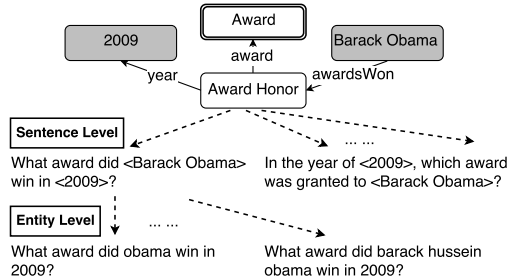 Award
2009
Barack Obama
award
year
awardsWon
Award Honor
Sentence Level
... ...
What award did <Barack Obama>
win in <2009>?
In the year of <2009>, which award
was granted to <Barack Obama>?
Entity Level
... ...
What award did obama win in
2009?
What award did barack hussein
obama win in 2009?